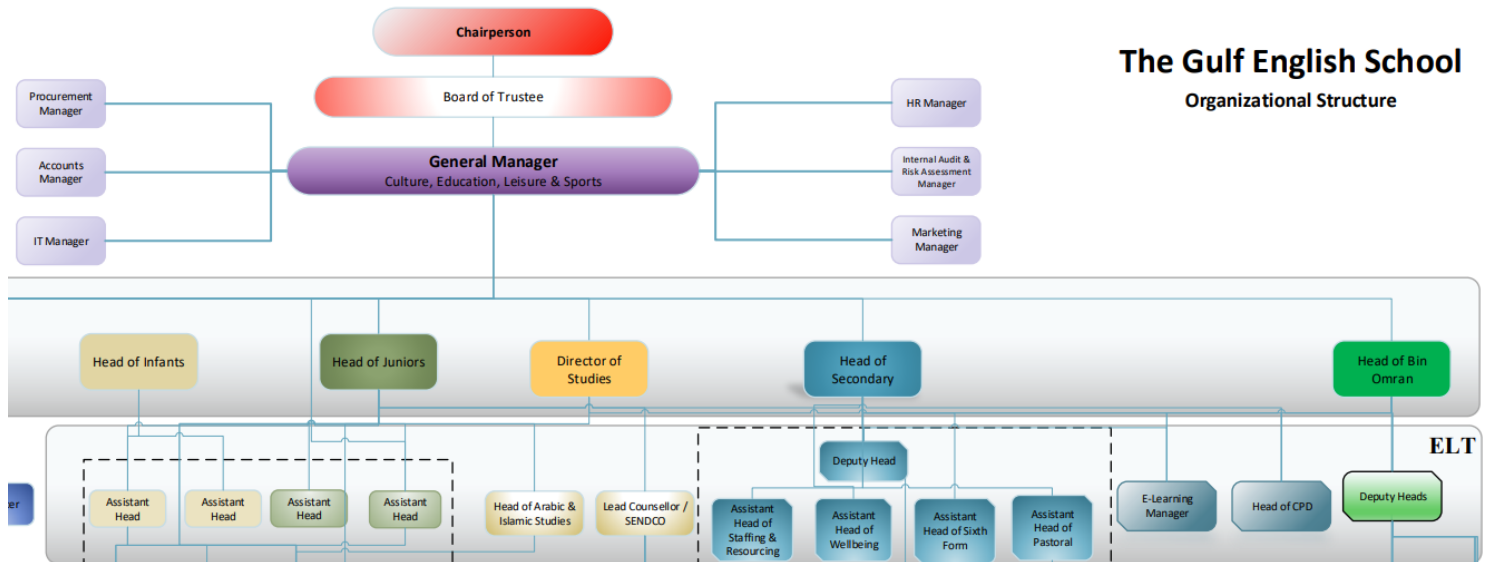 Chairperson
The Gulf English School
Organizational Structure
Board of Trustee
Procurement
Manager
HR Manager
General Manager
Culture, Education, Leisure & Sports
Accounts
Manager
Internal Audit &
Risk Assessment
Manager
IT Manager
Marketing
Manager
Head of Infants
Head of Juniors
Director of
Studies
Head of
Secondary
Head of Bin
Omran
ELT
Deputy Head
Assistant
Head
Assistant
Head
Assistant
Head
Assistant
Head
Head of Arabic &
Islamic Studies
Lead Counsellor /
SENDCO
Assistant
Head of
Staffing &
Resourcing
Assistant
Head of
Wellbeing
Assistant
Head of Sixth
Form
Assistant
Head of
Pastoral
E-Learning
Manager
Head of CPD
Deputy Heads